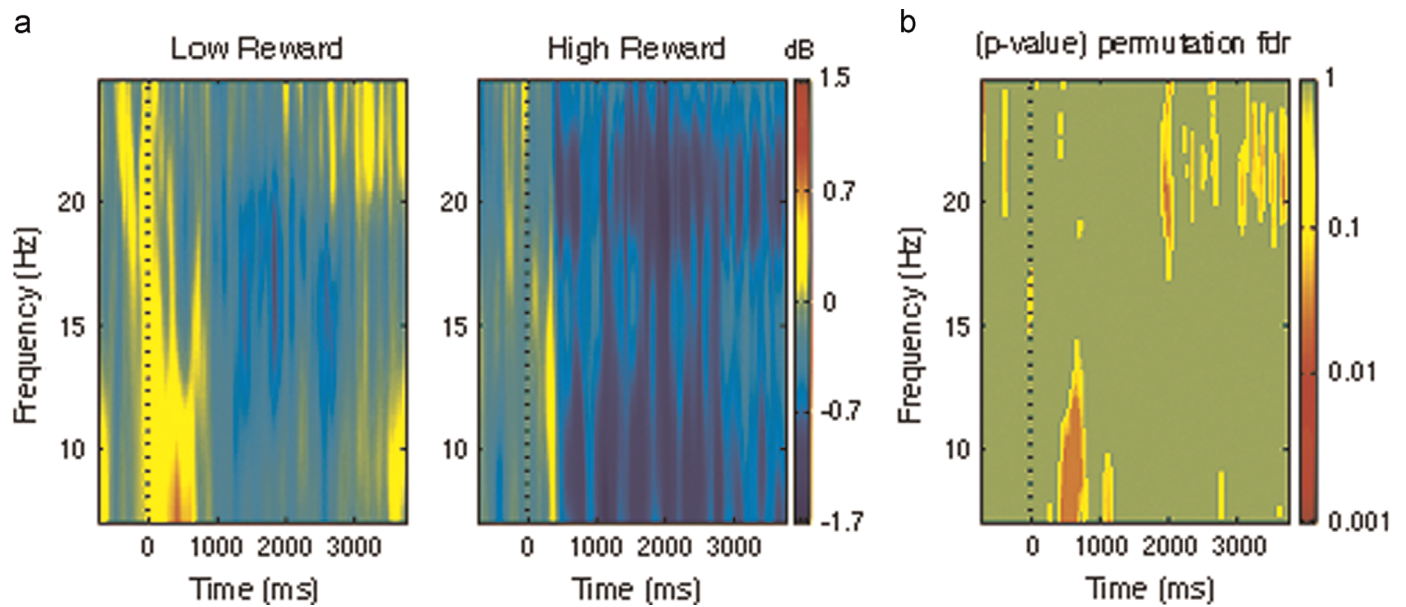 a
b
Low Reward
High Reward
dB
(p-value) permutation fdr
1.5
0.7
0
-0.7
-1.7
1
0.1
0.01
0.001
20
15
10
Frequency (Hz)
0 1000 2000 3000
Time (ms)
20
15
10
Frequency (Hz)
0 1000 2000 3000
Time (ms)
20
15
10
Frequency (Hz)
0 1000 2000 3000
Time (ms)